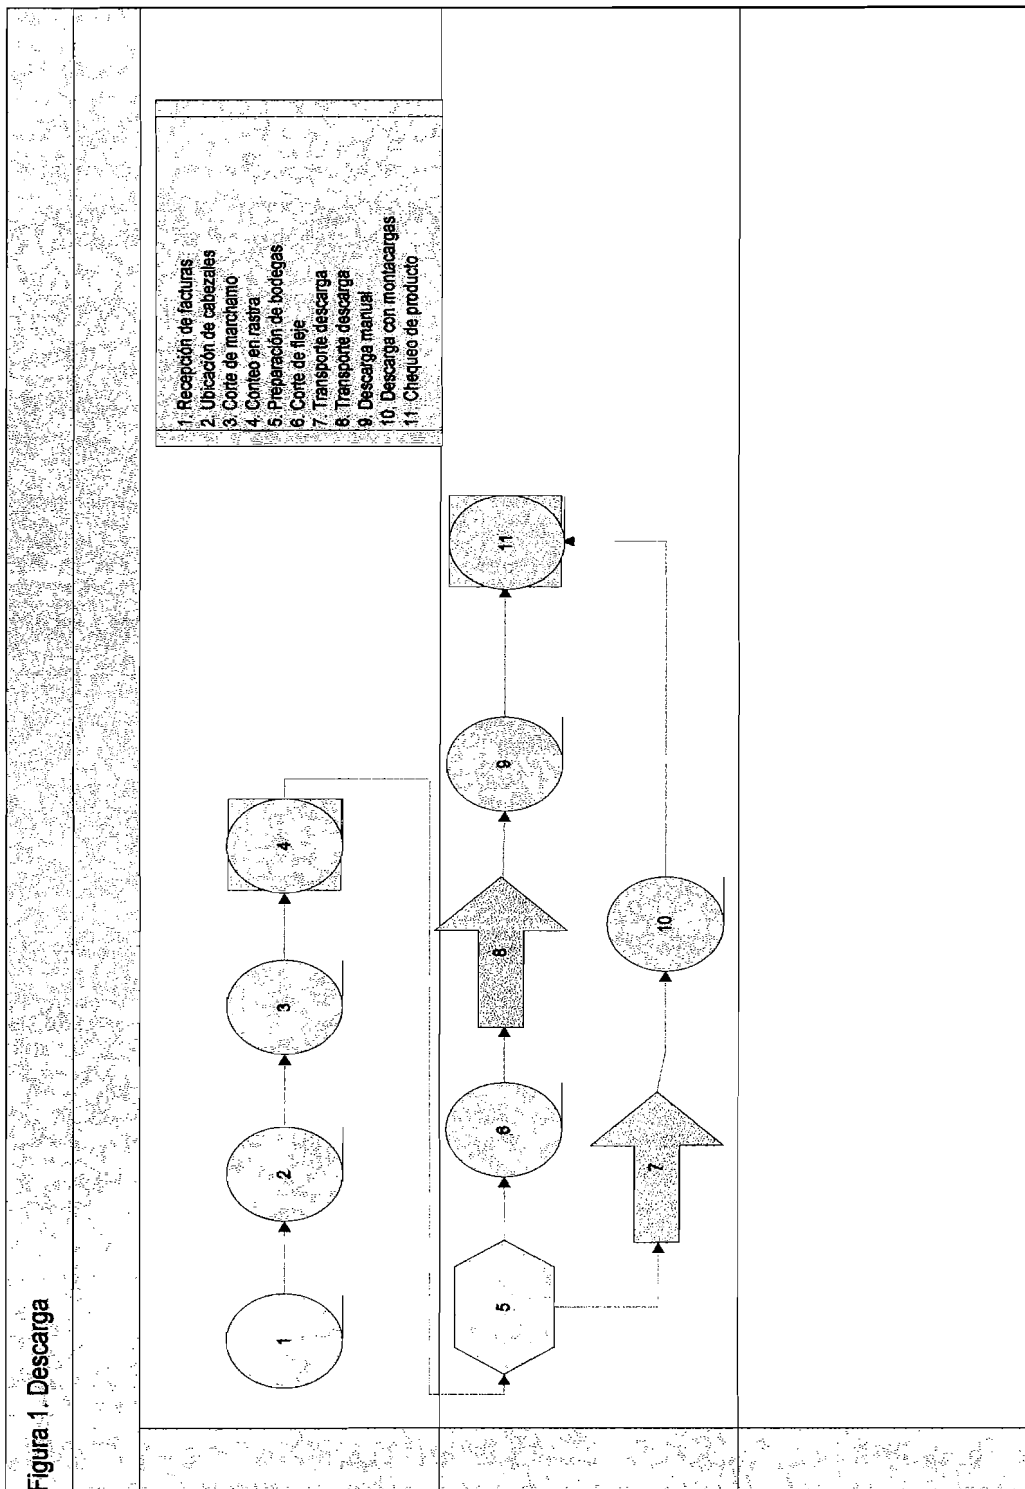 Figura 1. Descarga
1. Recepción de facturas
2. Ubicación de cabezales
3. Corte de marchamo
4. Conteo en rastra
5. Preparación de bodegas
6. Corte de fleje
7. Transporte descarga
8. Transporte descarga
9. Descarga manual
10. Descarga con montacargas
11. Chequeo de producto
1
2
3
4
5
6
8
9
11
7
10